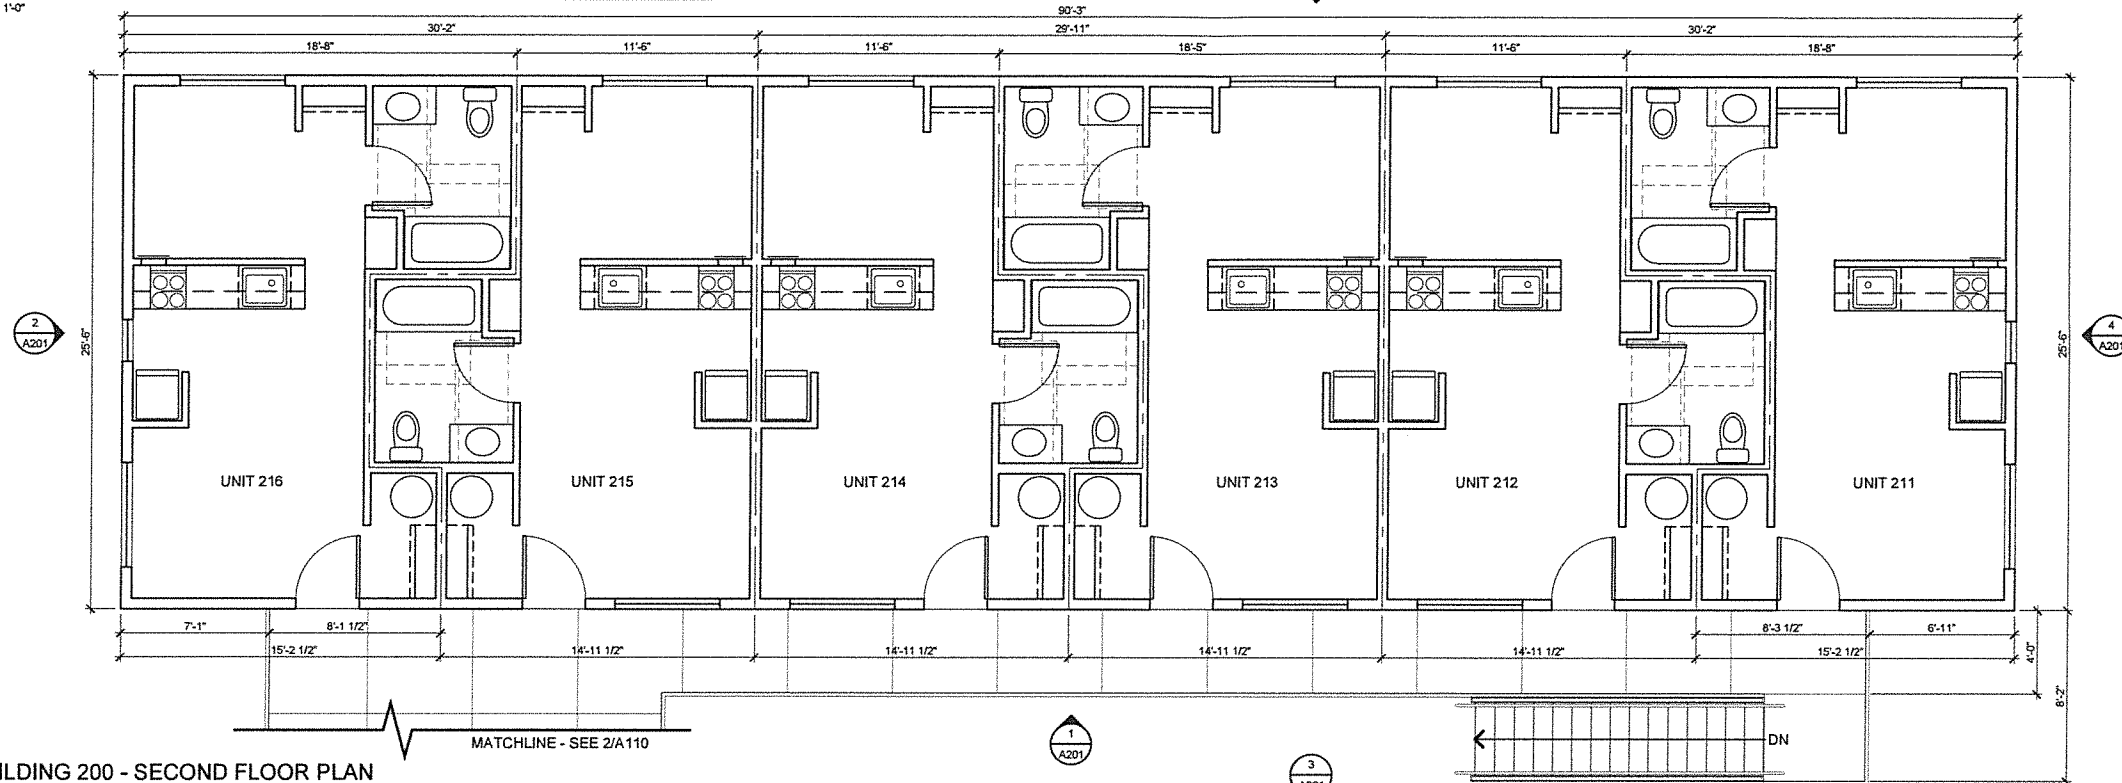 1'-0"
90'-3"
30'-2" 29'-11" 30'-2"
18'-8" 11'-6" 11'-6" 18'-5" 11'-6" 18'-8"
2
A201
25'-6"
25'-6"
4
A201
UNIT 216 UNIT 215 UNIT 214 UNIT 213 UNIT 212 UNIT 211
7'-1" 8'-1 1/2" 8'-3 1/2" 6'-11"
15'-2 1/2" 14'-11 1/2" 14'-11 1/2" 14'-11 1/2" 14'-11 1/2" 15'-2 1/2"
4'-0"
8'-2"
MATCHLINE - SEE 2/A110
1
A201
DN
3
ILDING 200 - SECOND FLOOR PLAN